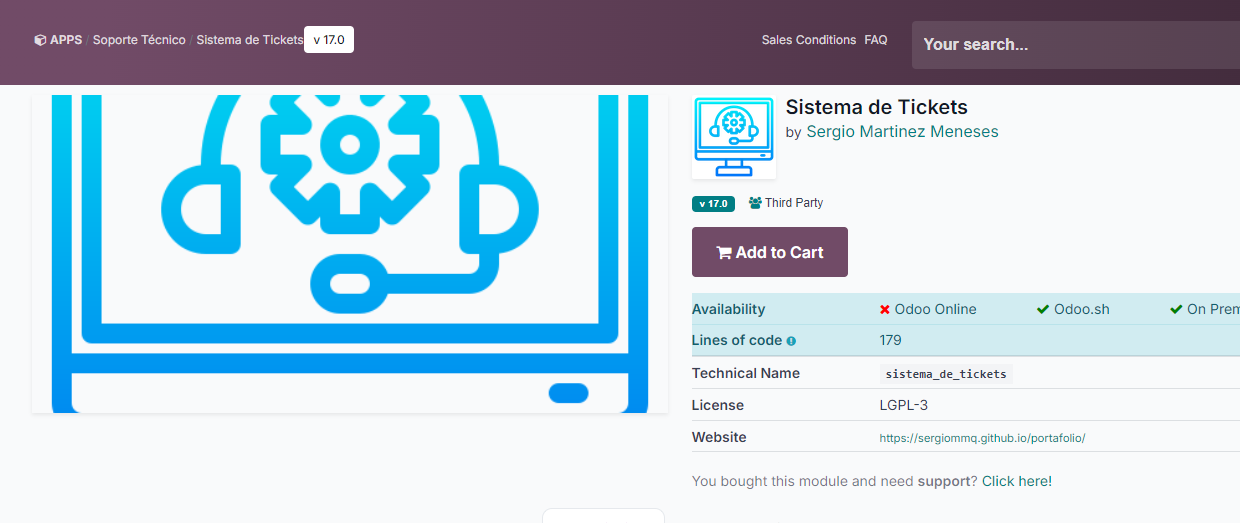 APPS / Soporte Técnico / Sistema de Tickets v 17.0
Sales Conditions FAQ
Your search...
Sistema de Tickets
by Sergio Martinez Meneses
v 17.0 Third Party
Add to Cart
Availability Odoo Online Odoo.sh On Prem
Lines of code 179
Technical Name sistema_de_tickets
License LGPL-3
Website https://sergiommq.github.io/portafolio/
You bought this module and need support? Click here!